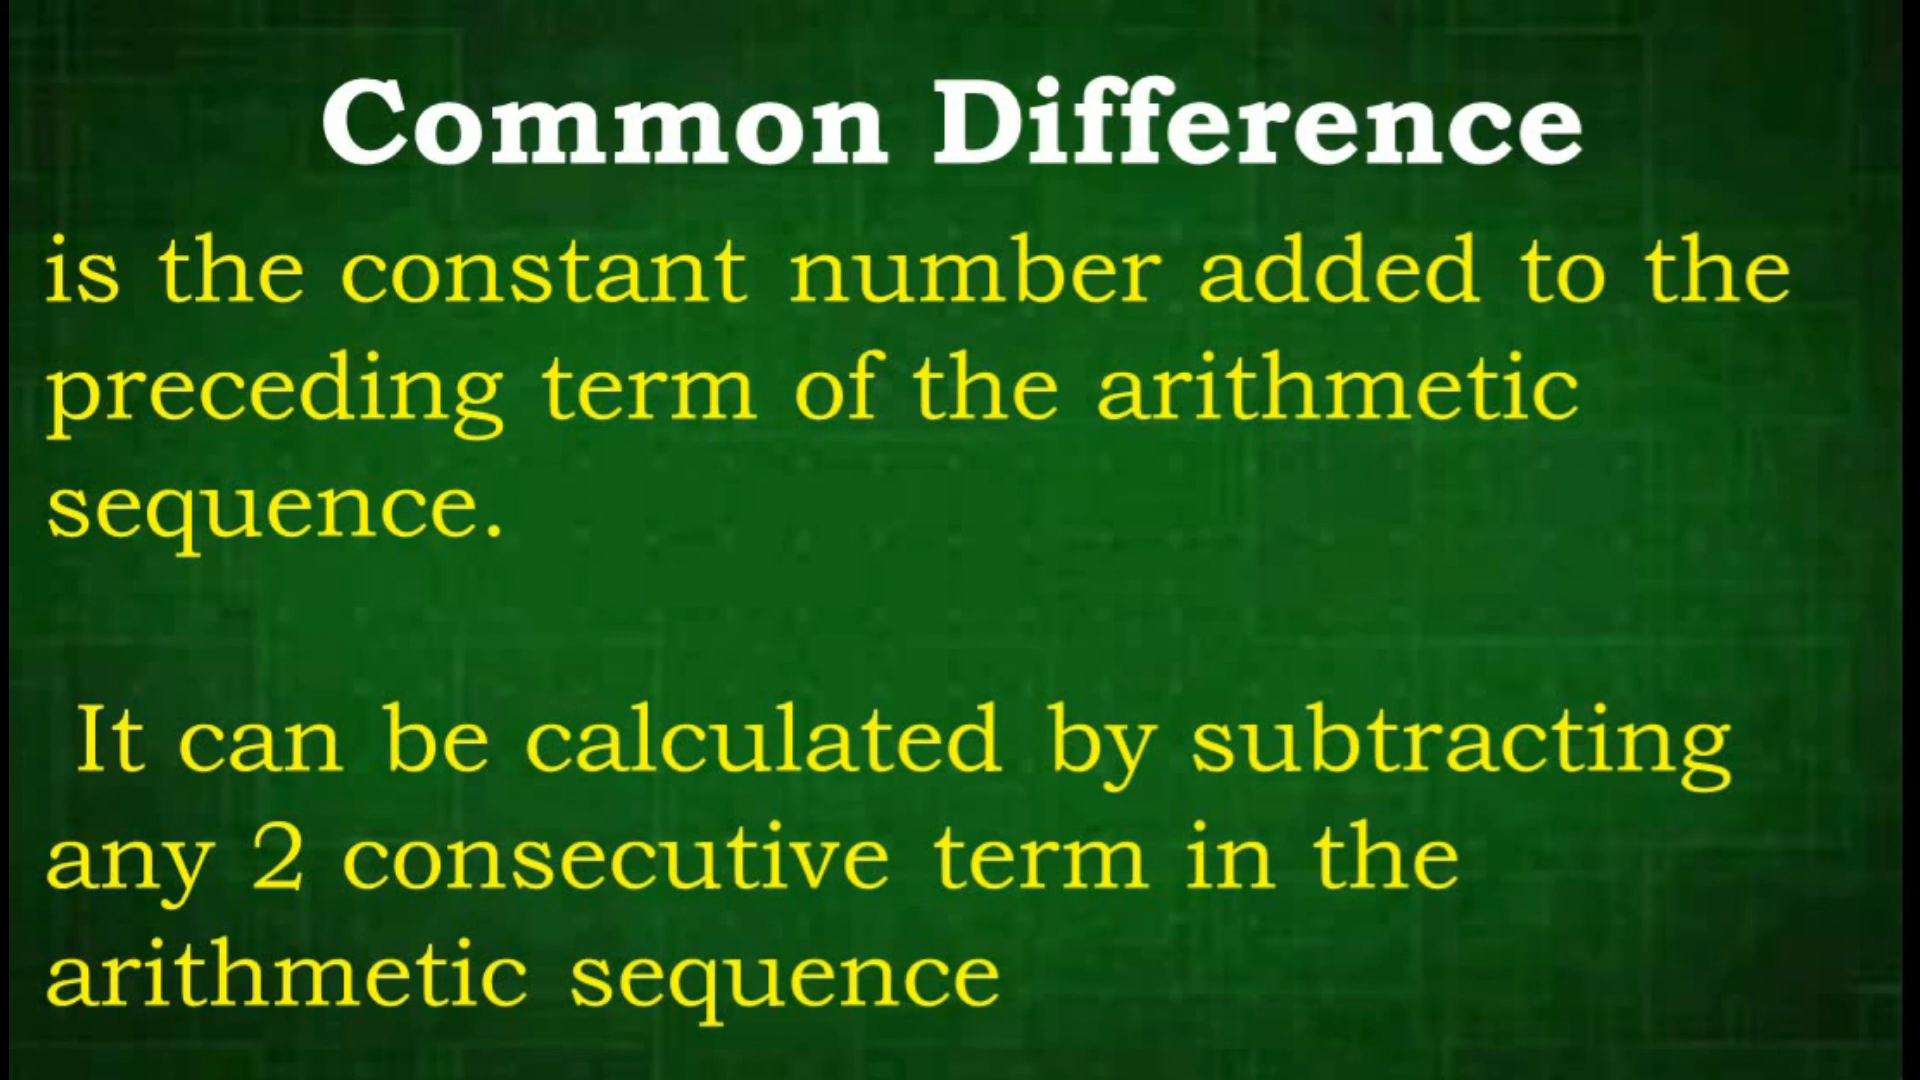 Common Difference
is the constant number added to the
preceding term of the arithmetic
sequence.
It can be calculated by subtracting
any 2 consecutive term in the
arithmetic sequence